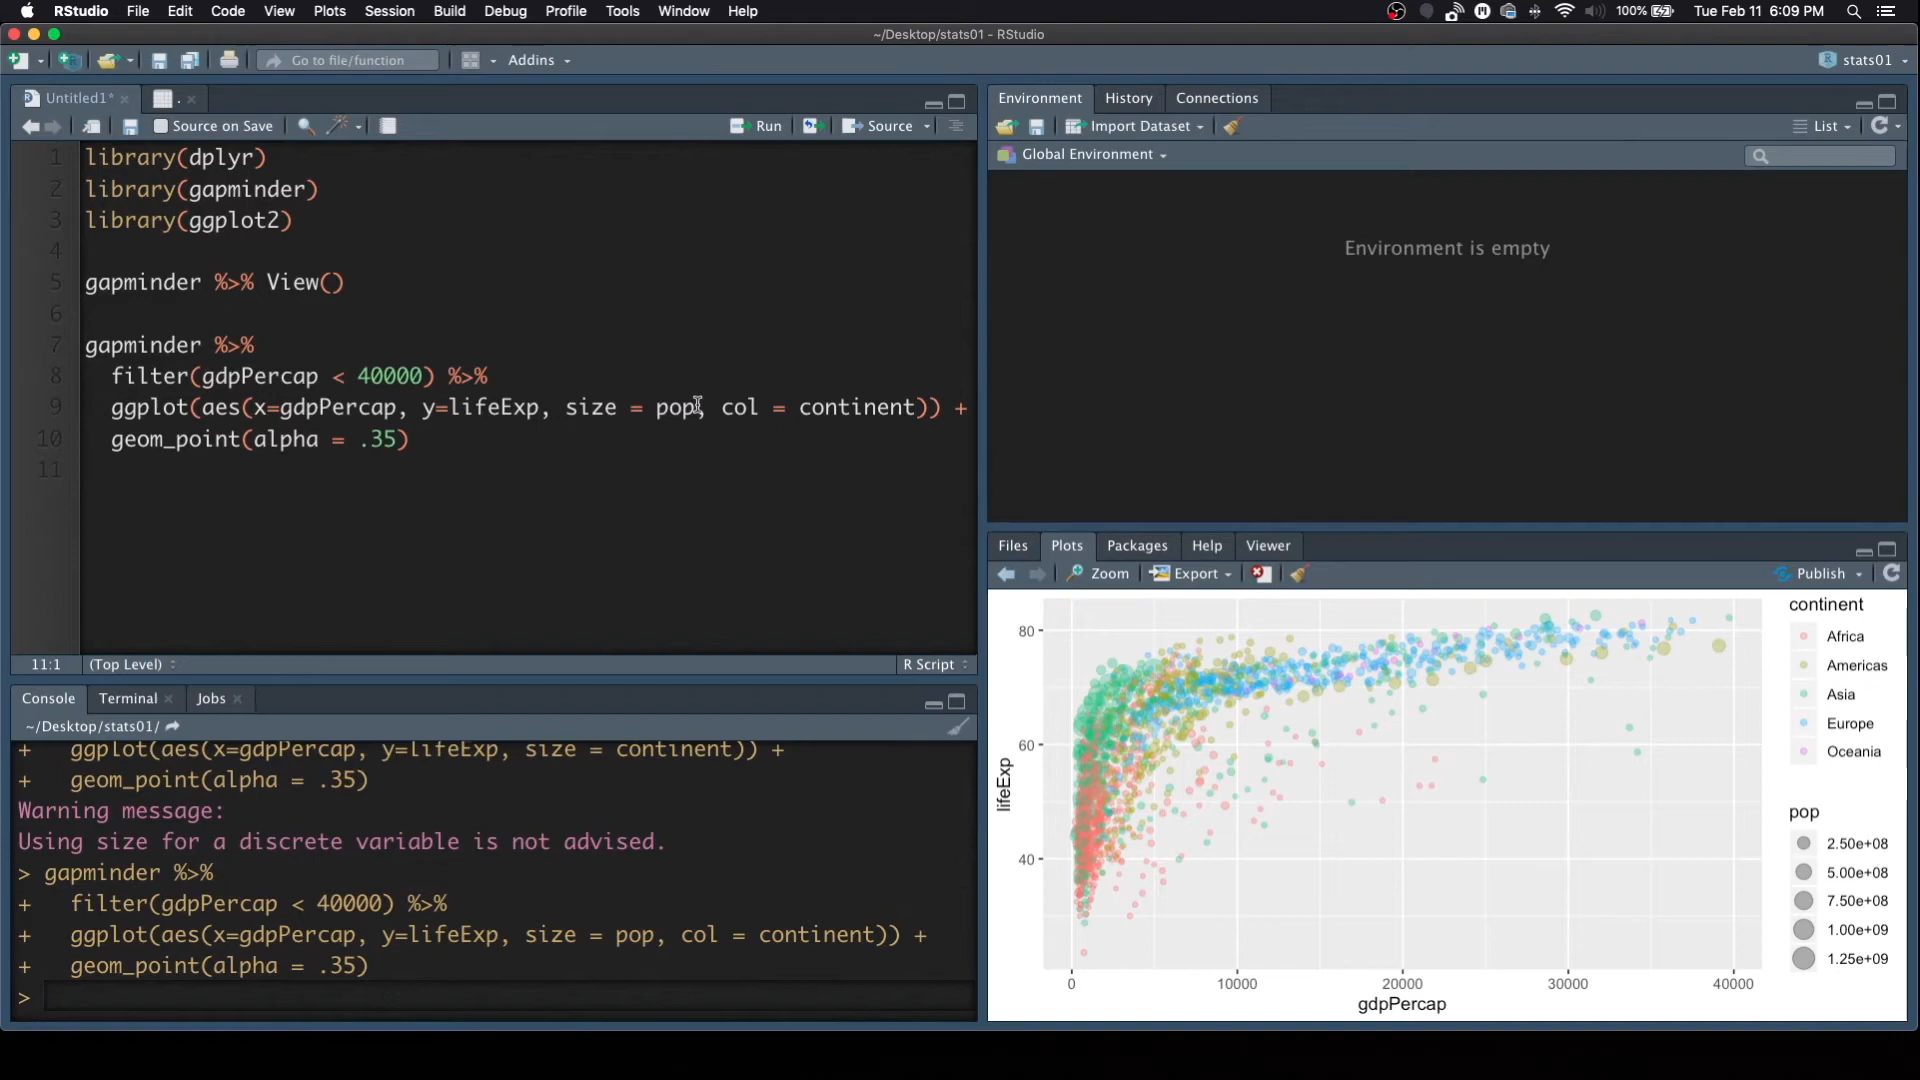 RStudio File Edit Code View Plots Session Build Debug Profile Tools Window Help 100% Tue Feb 11 6:09 PM
~/Desktop/stats01 - RStudio
Go to file/function Addins stats01
Untitled1* .
Source on Save Run Source
1 library(dplyr)
2 library(gapminder)
3 library(ggplot2)
4
5 gapminder %>% View()
6
7 gapminder %>%
8 filter(gdpPercap < 40000) %>%
9 ggplot(aes(x=gdpPercap, y=lifeExp, size = pop, col = continent)) +
10 geom_point(alpha = .35)
11
11:1 (Top Level) R Script
Console Terminal Jobs
~/Desktop/stats01/
+ ggplot(aes(x=gdpPercap, y=lifeExp, size = continent)) +
+ geom_point(alpha = .35)
Warning message:
Using size for a discrete variable is not advised.
> gapminder %>%
+ filter(gdpPercap < 40000) %>%
+ ggplot(aes(x=gdpPercap, y=lifeExp, size = pop, col = continent)) +
+ geom_point(alpha = .35)
>
Environment History Connections
Import Dataset List
Global Environment
Environment is empty
Files Plots Packages Help Viewer
Zoom Export Publish
continent
Africa
Americas
Asia
Europe
Oceania
pop
2.50e+08
5.00e+08
7.50e+08
1.00e+09
1.25e+09
80
60
40
lifeExp
0 10000 20000 30000 40000
gdpPercap